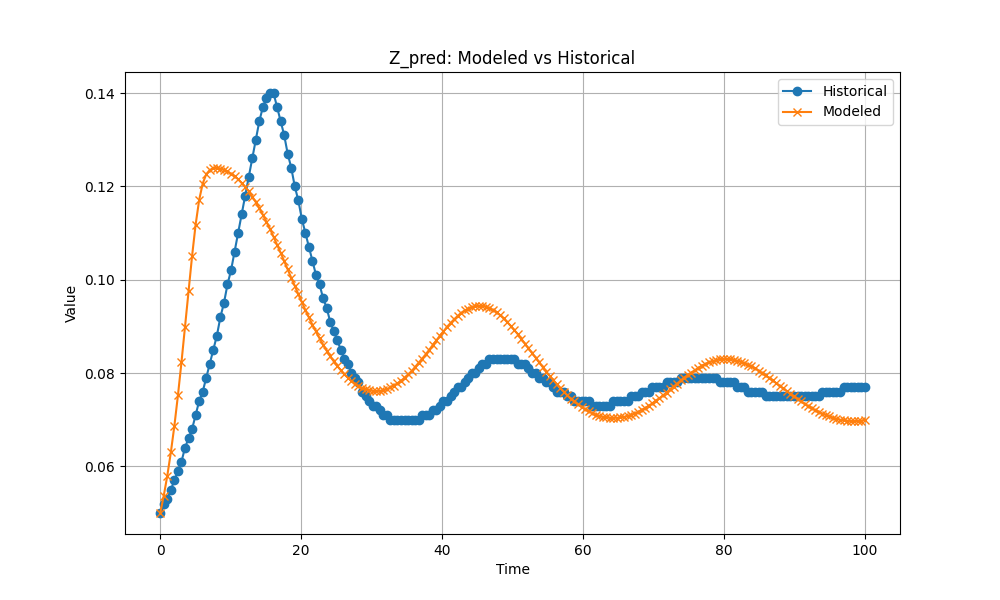 Z_pred: Modeled vs Historical
Historical
Modeled
0.14
0.12
0.10
0.08
0.06
Value
0
20
40
60
80
100
Time